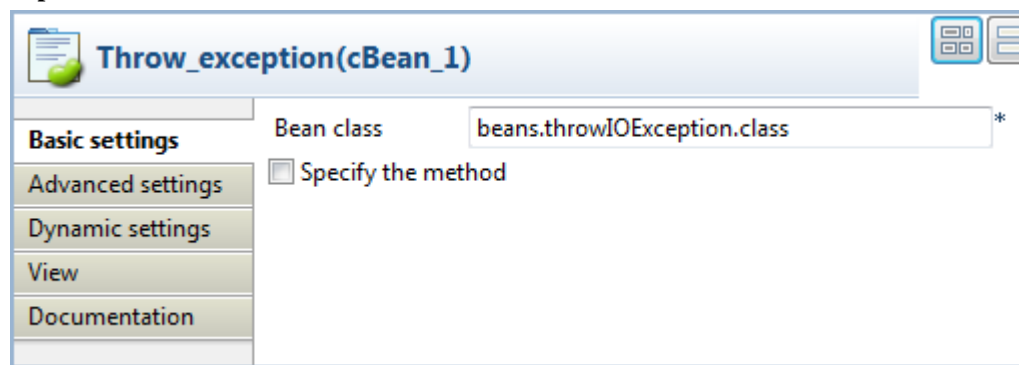 Throw_exception(cBean_1)
Basic settings
Bean class beans.throwIOException.class *
Specify the method
Advanced settings
Dynamic settings
View
Documentation